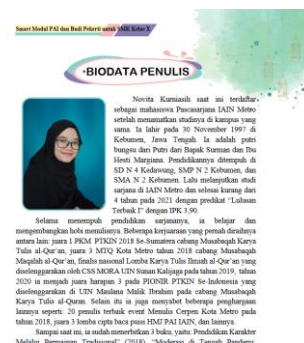 Smart Modul PAI dan Budi Pekerti untuk SMK Kelas X
BIODATA PENULIS
Novita Kurniasih saat ini terdaftar
sebagai mahasiswa Pascasarjana IAIN Metro
setelah menamatkan studinya di kampus yang
sama. Ia lahir pada 30 November 1997 di
Kebumen, Jawa Tengah. Ia adalah putri
bungsu dari Putri dari Bapak Surman dan Ibu
Hesti Margiana. Pendidikannya ditempuh di
SD N 4 Kedawung, SMP N 2 Kebumen, dan
SMA N 2 Kebumen. Lalu melanjutkan studi
sarjana di IAIN Metro dan selesai kurang dari
4 tahun pada 2021 dengan predikat "Lulusan
Terbaik I" dengan IPK 3,90.
Selama menempuh pendidikan sarjananya, ia belajar dan
mengembangkan hobi menulisnya. Beberapa kejuaraan yang pernah diraihnya
antara lain: juara 1 PKM PTKIN 2018 Se-Sumatera cabang Musabaqah Karya
Tulis al-Qur'an, juara 3 MTQ Kota Metro tahun 2018 cabang Musabaqah
Maqalah al-Qur'an, finalis nasional Lomba Karya Tulis Ilmiah al-Qur'an yang
diselenggarakan oleh CSS MORA UIN Sunan Kalijaga pada tahun 2019, tahun
2020 ia menjadi juara harapan 3 pada PIONIR PTKIN Se-Indonesia yang
diselenggarakan di UIN Maulana Malik Ibrahim pada cabang Musabaqah
Karya Tulis al-Quran. Selain itu ia juga menyabet beberapa penghargaan
lainnya seperti: 20 penulis terbaik event Menulis Cerpen Kota Metro pada
tahun 2018, juara 3 lomba cipta baca puisi HMJ PAI IAIN, dan lainnya.
Sampai saat ini, ia sudah menerbitkan 3 buku, yaitu: Pendidikan Karakter
Melalui Permainan Tradisional" (2018), "Moderasi di Tengah Pandemi